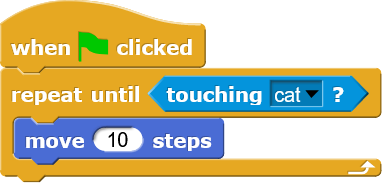 when clicked
repeat until touching cat ?
move 10 steps